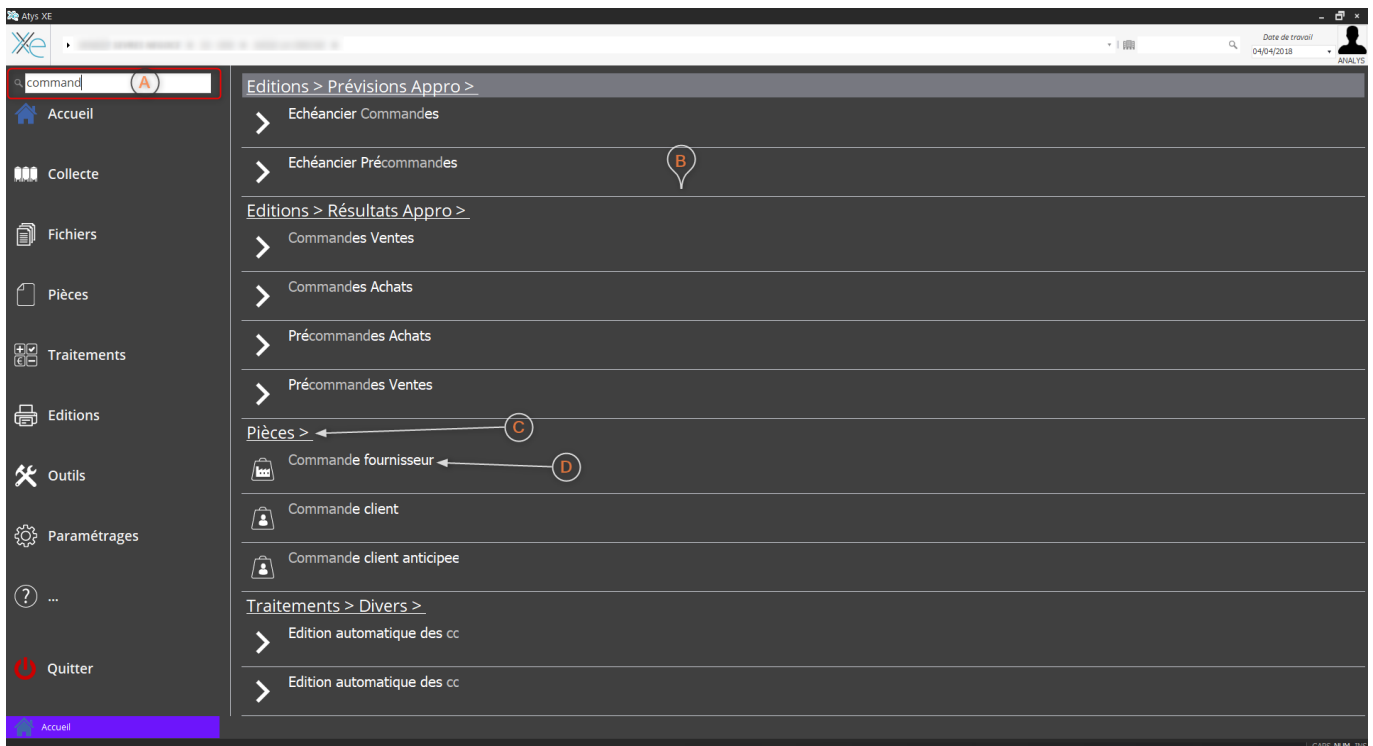 Atys XE
Xe
Date de travail
04/04/2018
ANALYS
command
A
Accueil
Collecte
Fichiers
Pièces
Traitements
Editions
Outils
Paramétrages
...
Quitter
Accueil
Editions > Prévisions Appro >
Echéancier Commandes
Echéancier Précommandes
B
Editions > Résultats Appro >
Commandes Ventes
Commandes Achats
Précommandes Achats
Précommandes Ventes
Pièces >
C
Commande fournisseur
D
Commande client
Commande client anticipee
Traitements > Divers >
Edition automatique des cc
Edition automatique des cc
NUM